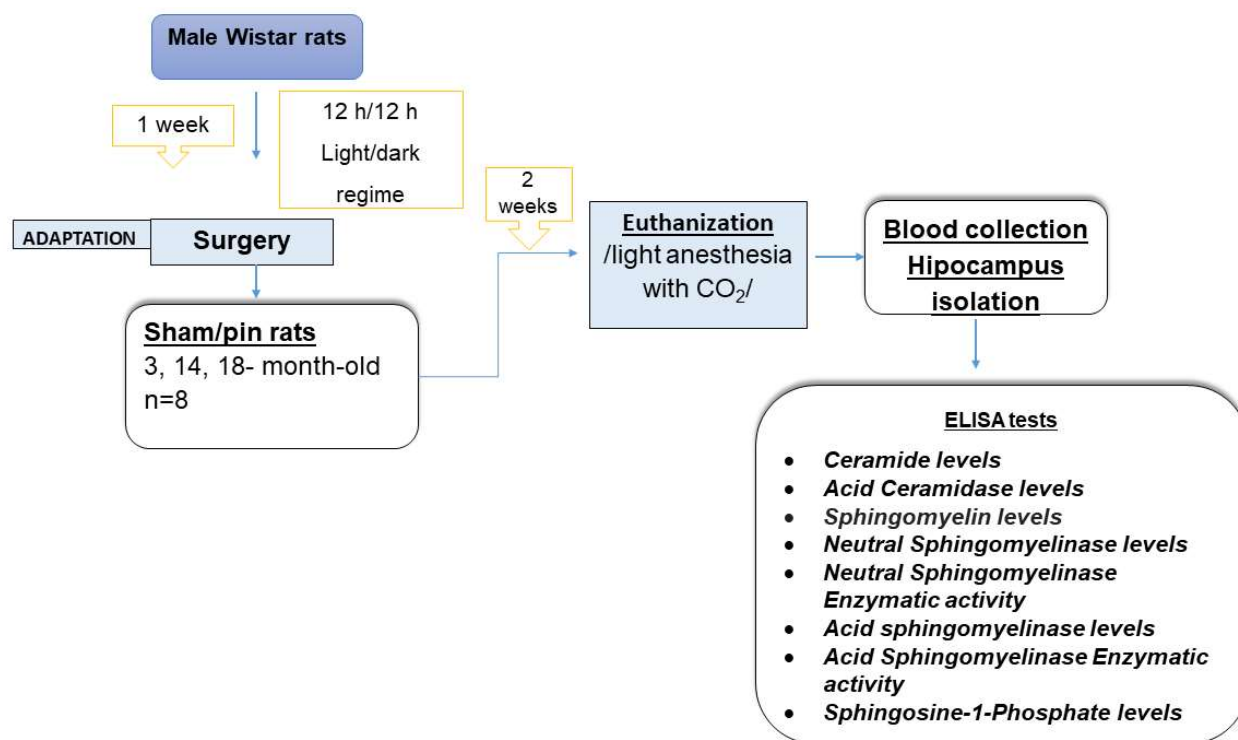 Male Wistar rats
1 week
12 h/12 h
Light/dark
regime
ADAPTATION
Surgery
Sham/pin rats
3, 14, 18- month-old
n=8
2
weeks
Euthanization
/light anesthesia
with CO₂/
Blood collection
Hipocampus
isolation
ELISA tests
• Ceramide levels
• Acid Ceramidase levels
• Sphingomyelin levels
• Neutral Sphingomyelinase levels
• Neutral Sphingomyelinase
Enzymatic activity
• Acid sphingomyelinase levels
• Acid Sphingomyelinase Enzymatic
activity
• Sphingosine-1-Phosphate levels